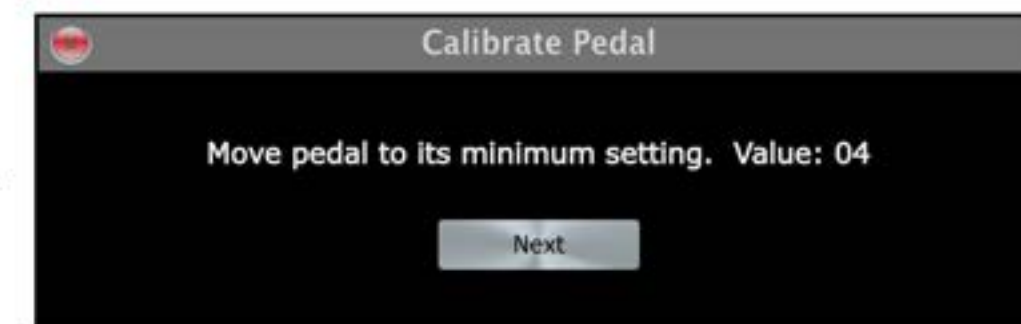 Calibrate Pedal
Move pedal to its minimum setting. Value: 04
Next